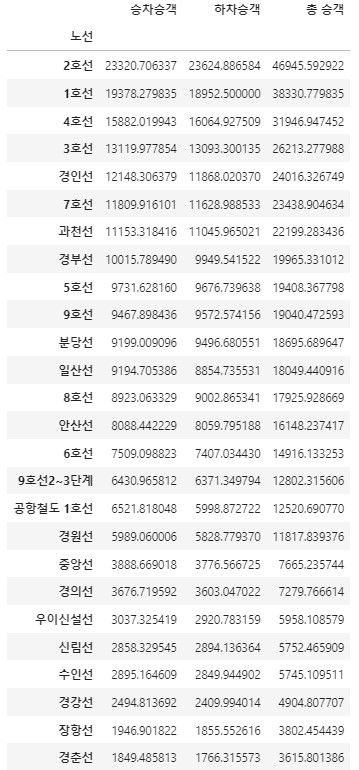 승차승객 하차승객 총 승객
노선
2호선 23320.706337 23624.886584 46945.592922
1호선 19378.279835 18952.500000 38330.779835
4호선 15882.019943 16064.927509 31946.947452
3호선 13119.977854 13093.300135 26213.277988
경인선 12148.306379 11868.020370 24016.326749
7호선 11809.916101 11628.988533 23438.904634
과천선 11153.318416 11045.965021 22199.283436
경부선 10015.789490 9949.541522 19965.331012
5호선 9731.628160 9676.739638 19408.367798
9호선 9467.898436 9572.574156 19040.472593
분당선 9199.009096 9496.680551 18695.689647
일산선 9194.705386 8854.735531 18049.440916
8호선 8923.063329 9002.865341 17925.928669
안산선 8088.442229 8059.795188 16148.237417
6호선 7509.098823 7407.034430 14916.133253
9호선2~3단계 6430.965812 6371.349794 12802.315606
공항철도 1호선 6521.818048 5998.872722 12520.690770
경원선 5989.060006 5828.779370 11817.839376
중앙선 3888.669018 3776.566725 7665.235744
경의선 3676.719592 3603.047022 7279.766614
우이신설선 3037.325419 2920.783159 5958.108579
신림선 2858.329545 2894.136364 5752.465909
수인선 2895.164609 2849.944902 5745.109511
경강선 2494.813692 2409.994014 4904.807707
장항선 1946.901822 1855.552616 3802.454439
경춘선 1849.485813 1766.315573 3615.801386